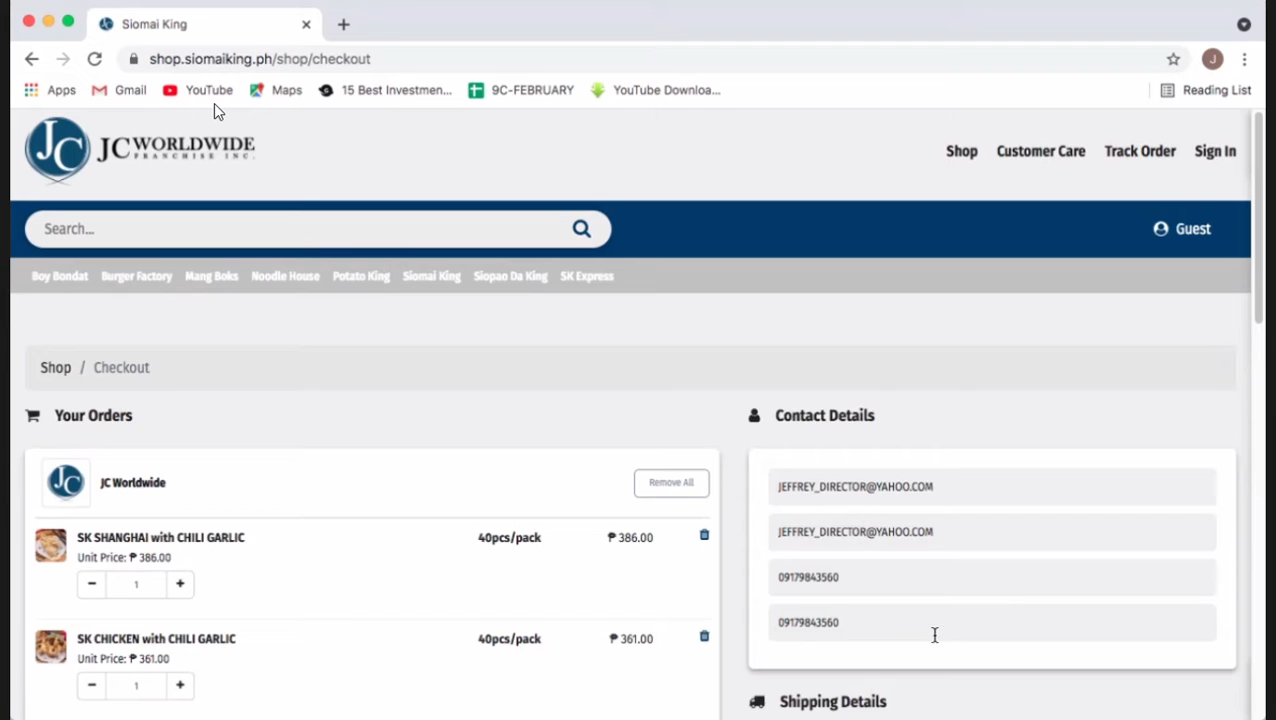 Siomai King
shop.siomaiking.ph/shop/checkout
J
Apps Gmail YouTube Maps 15 Best Investmen... 9C-FEBRUARY YouTube Downloa... Reading List
JC JC WORLDWIDE
FRANCHISE INC.
Shop Customer Care Track Order Sign In
Search... Guest
Boy Bondat Burger Factory Mang Boks Noodle House Potato King Siomai King Siopao Da King SK Express
Shop / Checkout
Your Orders
JC JC Worldwide Remove All
SK SHANGHAI with CHILI GARLIC 40pcs/pack ₱ 386.00
Unit Price: ₱ 386.00
- 1 +
SK CHICKEN with CHILI GARLIC 40pcs/pack ₱ 361.00
Unit Price: ₱ 361.00
- 1 +
Contact Details
JEFFREY_DIRECTOR@YAHOO.COM
JEFFREY_DIRECTOR@YAHOO.COM
09179843560
09179843560
Shipping Details